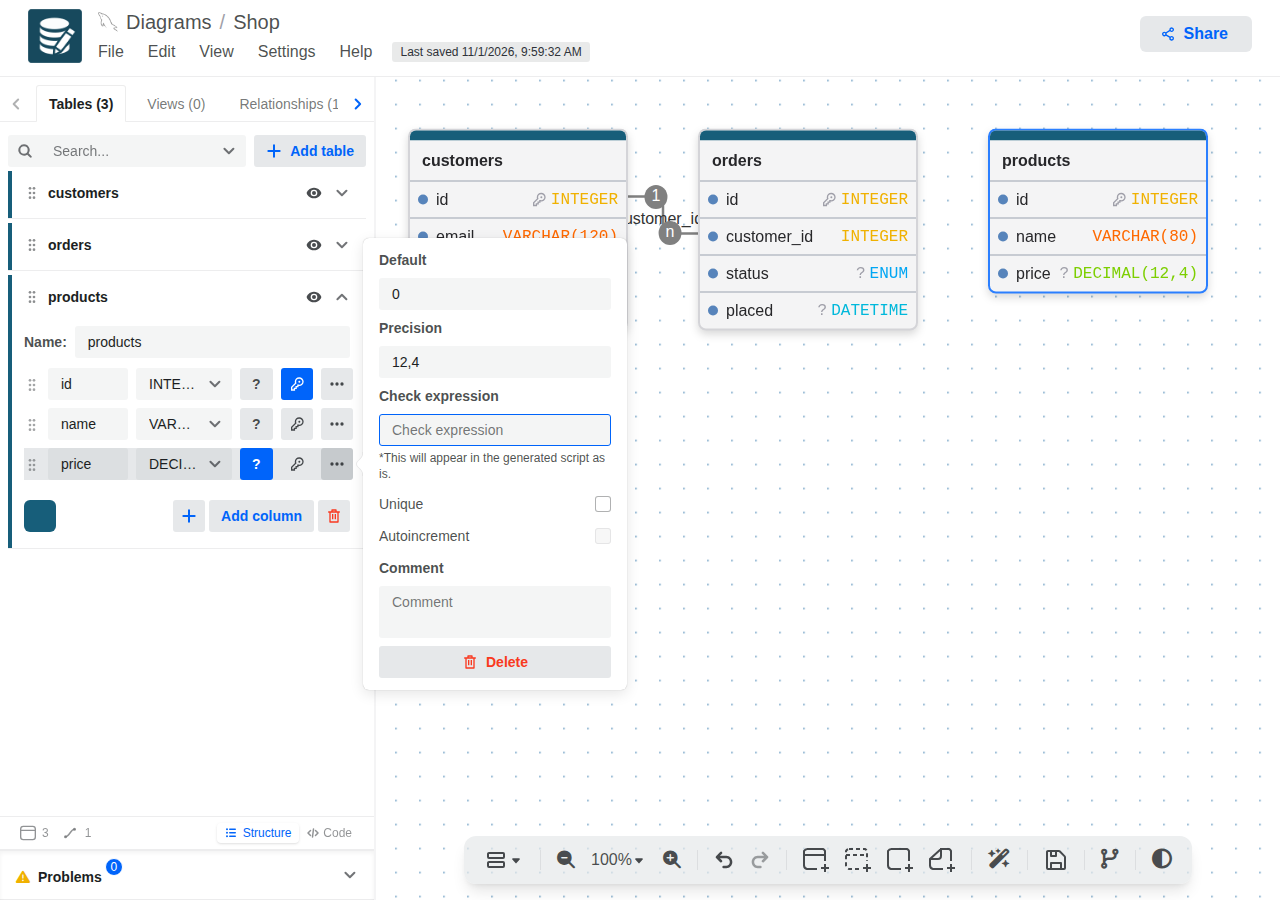 Diagrams / Shop
File Edit View Settings Help Last saved 11/1/2026, 9:59:32 AM
Share
Tables (3) Views (0) Relationships (1
Search... Add table
customers
orders
products
Name: products
id INTE... ?
name VAR... ?
price DECI... ?
Add column
3 1 Structure Code
Problems 0
Default
0
Precision
12,4
Check expression
Check expression
*This will appear in the generated script as
is.
Unique
Autoincrement
Comment
Comment
Delete
customers
id INTEGER
email VARCHAR(120)
1
ustomer_id
n
orders
id INTEGER
customer_id INTEGER
status ? ENUM
placed ? DATETIME
products
id INTEGER
name VARCHAR(80)
price ? DECIMAL(12,4)
100%